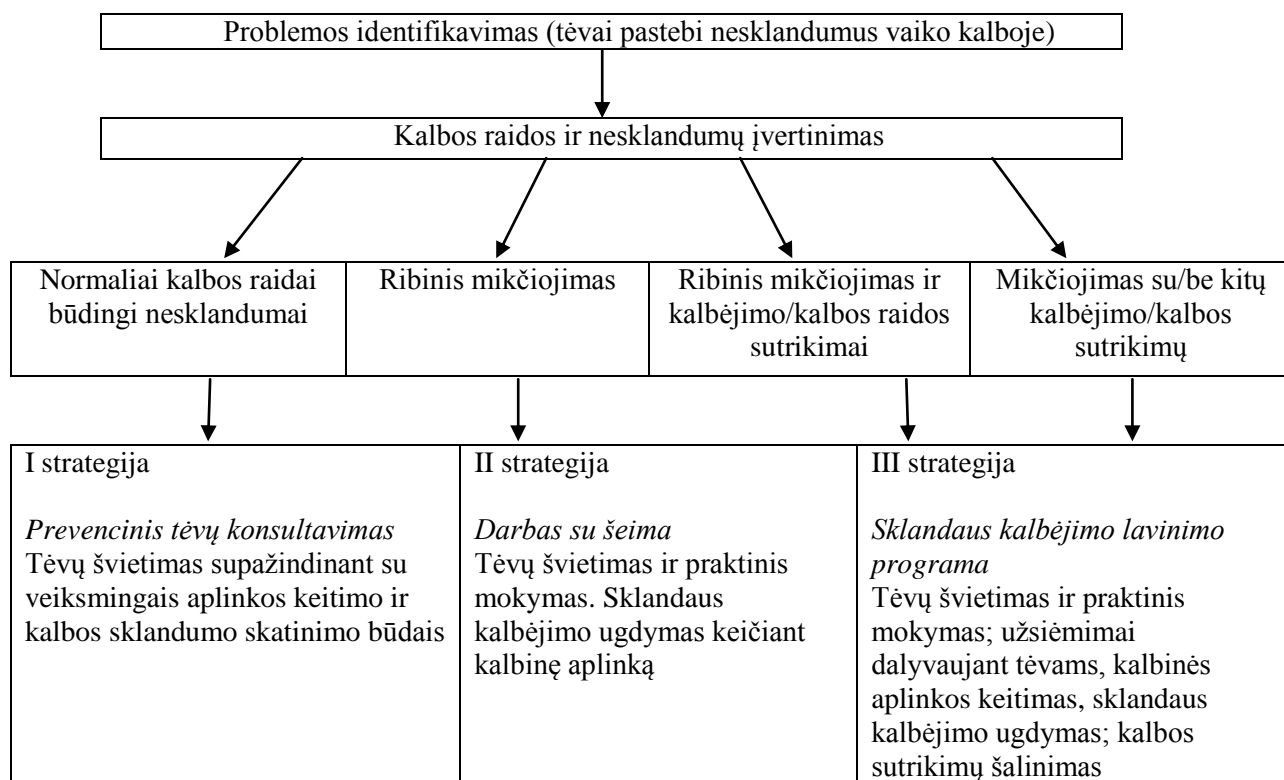 Problemos identifikavimas (tėvai pastebi nesklandumus vaiko kalboje)
Kalbos raidos ir nesklandumų įvertinimas
Normaliai kalbos raidai
būdingi nesklandumai
Ribinis mikčiojimas
Ribinis mikčiojimas ir
kalbėjimo/kalbos raidos
sutrikimai
Mikčiojimas su/be kitų
kalbėjimo/kalbos
sutrikimų
I strategija
Prevencinis tėvų konsultavimas
Tėvų švietimas supažindinant su
veiksmingais aplinkos keitimo ir
kalbos sklandumo skatinimo būdais
II strategija
Darbas su šeima
Tėvų švietimas ir praktinis
mokymas. Sklandaus
kalbėjimo ugdymas keičiant
kalbinę aplinką
III strategija
Sklandaus kalbėjimo lavinimo
programa
Tėvų švietimas ir praktinis
mokymas; užsiėmimai
dalyvaujant tėvams, kalbinės
aplinkos keitimas, sklandaus
kalbėjimo ugdymas; kalbos
sutrikimų šalinimas